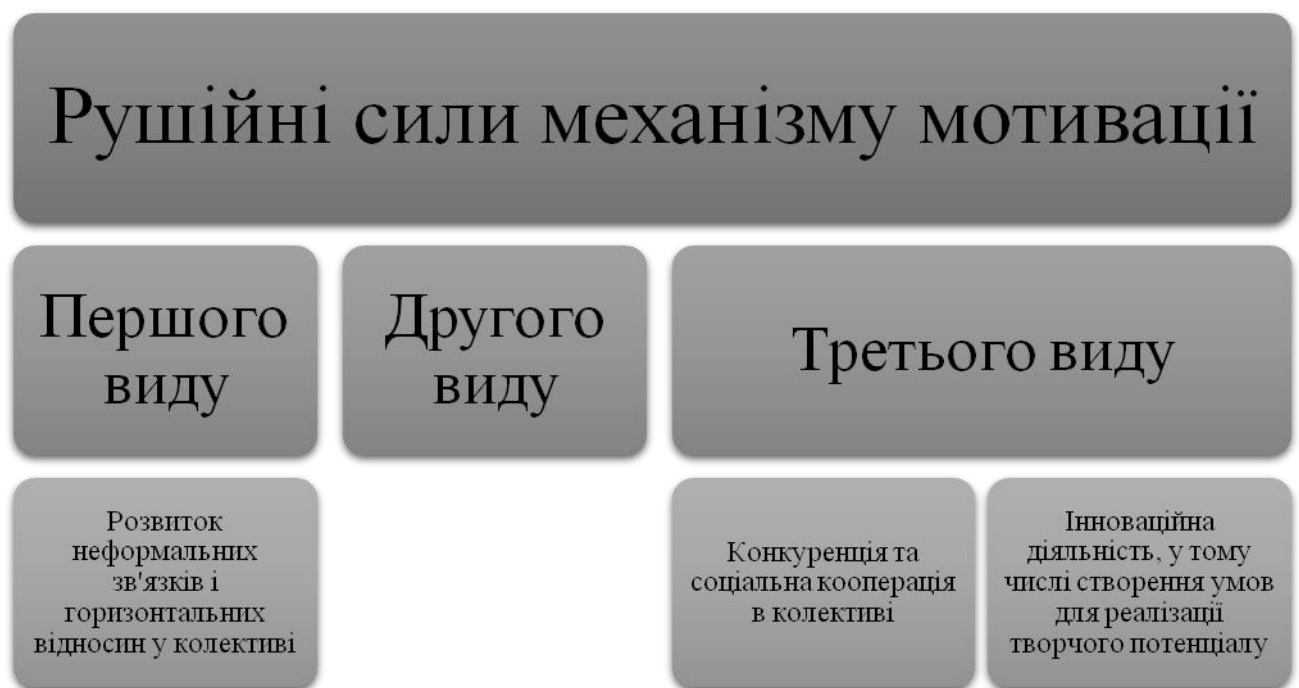 Рушійні сили механізму мотивації
Першого
виду
Другого
виду
Третього виду
Розвиток
неформальних
зв'язків і
горизонтальних
відносин у колективі
Конкуренція та
соціальна кооперація
в колективі
Інноваційна
діяльність, у тому
числі створення умов
для реалізації
творчого потенціалу